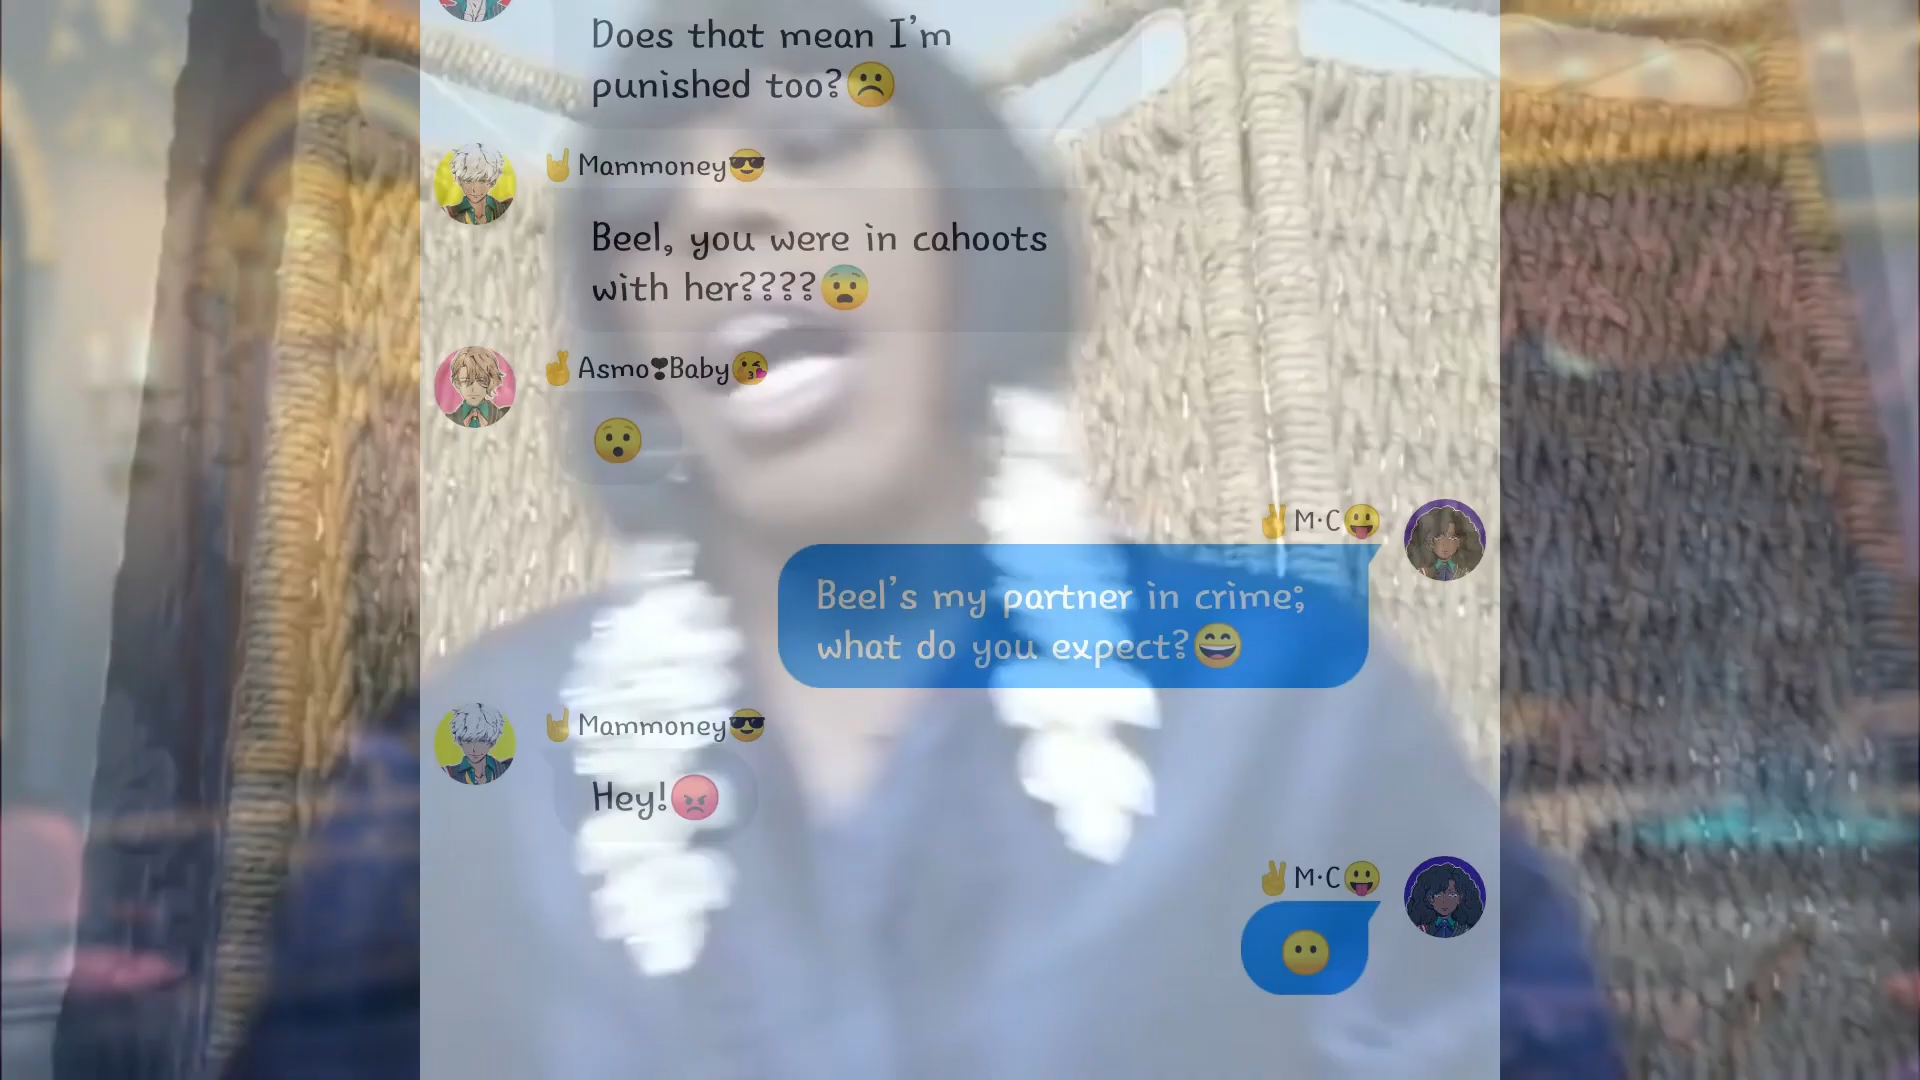 Does that mean I'm
punished too?☹️
🤘Mammoney😎
Beel, you were in cahoots
with her????😨
✌️Asmo❣Baby😘
😯
✌️M·C😛
Beel's my partner in crime;
what do you expect?😄
🤘Mammoney😎
Hey!😡
✌️M·C😛
😶